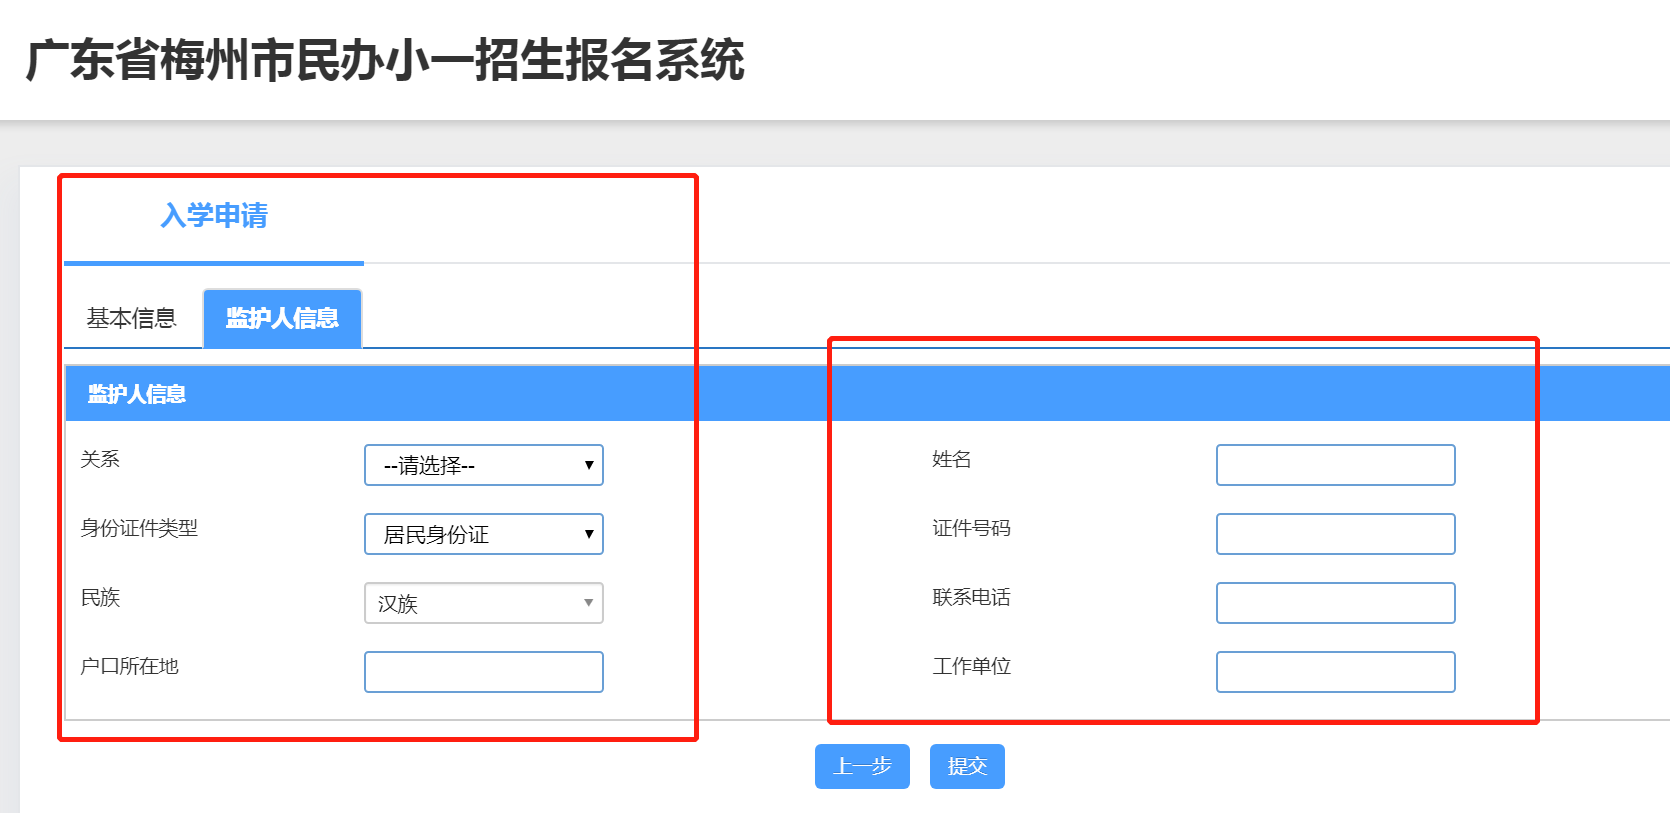 广东省梅州市民办小一招生报名系统
入学申请
基本信息 监护人信息
监护人信息
关系 --请选择-- 姓名
身份证件类型 居民身份证 证件号码
民族 汉族 联系电话
户口所在地 工作单位
上一步 提交